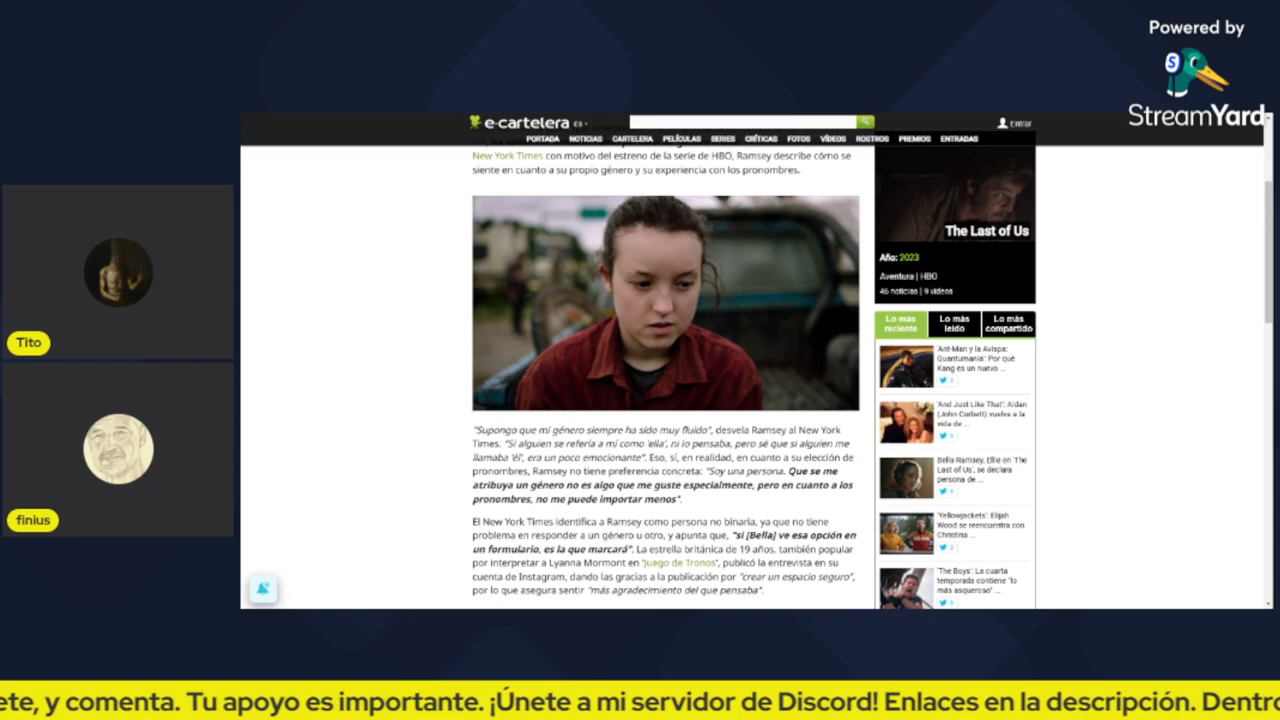 Powered by
StreamYard
e-cartelera ES
Entrar
PORTADA NOTICIAS CARTELERA PELÍCULAS SERIES CRÍTICAS FOTOS VÍDEOS ROSTROS PREMIOS ENTRADAS
New York Times con motivo del estreno de la serie de HBO, Ramsey describe cómo se
siente en cuanto a su propio género y su experiencia con los pronombres.
"Supongo que mi género siempre ha sido muy fluido", desvela Ramsey al New York
Times. "Si alguien se refería a mí como 'ella', ni lo pensaba, pero sé que si alguien me
llamaba 'él', era un poco emocionante". Eso, sí, en realidad, en cuanto a su elección de
pronombres, Ramsey no tiene preferencia concreta: "Soy una persona. Que se me
atribuya un género no es algo que me guste especialmente, pero en cuanto a los
pronombres, no me puede importar menos".
El New York Times identifica a Ramsey como persona no binaria, ya que no tiene
problema en responder a un género u otro, y apunta que, "si [Bella] ve esa opción en
un formulario, es la que marcará". La estrella británica de 19 años, también popular
por interpretar a Lyanna Mormont en 'Juego de Tronos', publicó la entrevista en su
cuenta de Instagram, dando las gracias a la publicación por "crear un espacio seguro",
por lo que asegura sentir "más agradecimiento del que pensaba".
The Last of Us
Año: 2023
Aventura | HBO
46 noticias | 9 vídeos
Lo más reciente
Lo más leído
Lo más compartido
'Ant-Man y la Avispa:
Quantumanía': Por qué
Kang es un nuevo ...
'And Just Like That': Aidan
(John Corbett) vuelve a la
vida de ...
Bella Ramsey, Ellie en 'The
Last of Us', se declara
persona de ...
'Yellowjackets': Elijah
Wood se reencuentra con
Christina ...
'The Boys': La cuarta
temporada contiene "lo
más asqueroso" ...
Tito
finius
ete, y comenta. Tu apoyo es importante. ¡Únete a mi servidor de Discord! Enlaces en la descripción. Dentro